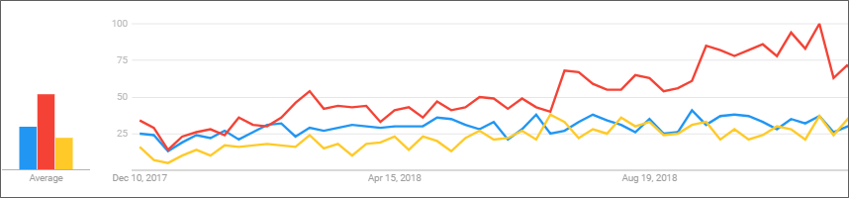 100
75
50
25
Average
Dec 10, 2017
Apr 15, 2018
Aug 19, 2018